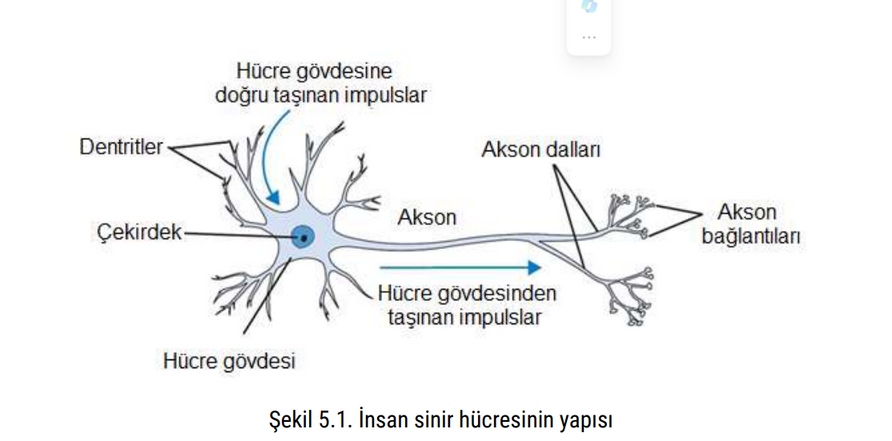 Hücre gövdesine
doğru taşınan impulslar
Dentritler
Akson dalları
Çekirdek
Akson
Akson
bağlantıları
Hücre gövdesinden
taşınan impulslar
Hücre gövdesi
Şekil 5.1. İnsan sinir hücresinin yapısı